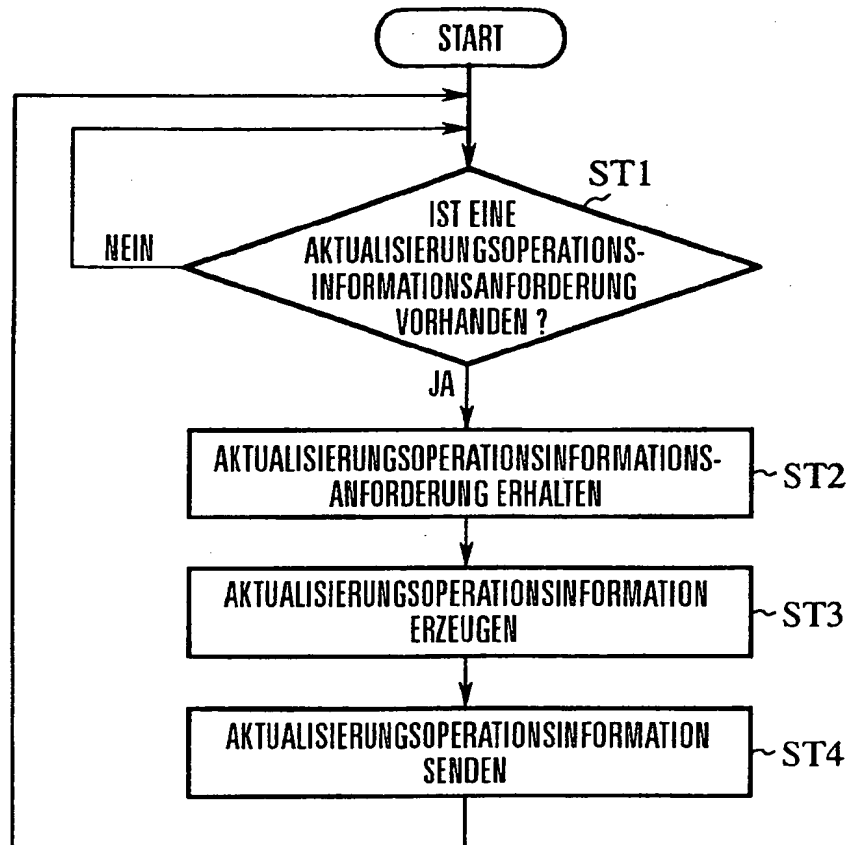 START
ST1
IST EINE
AKTUALISIERUNGSOPERATIONS-
INFORMATIONSANFORDERUNG
VORHANDEN ?
NEIN
JA
AKTUALISIERUNGSOPERATIONSINFORMATIONS-
ANFORDERUNG ERHALTEN
ST2
AKTUALISIERUNGSOPERATIONSINFORMATION
ERZEUGEN
ST3
AKTUALISIERUNGSOPERATIONSINFORMATION
SENDEN
ST4